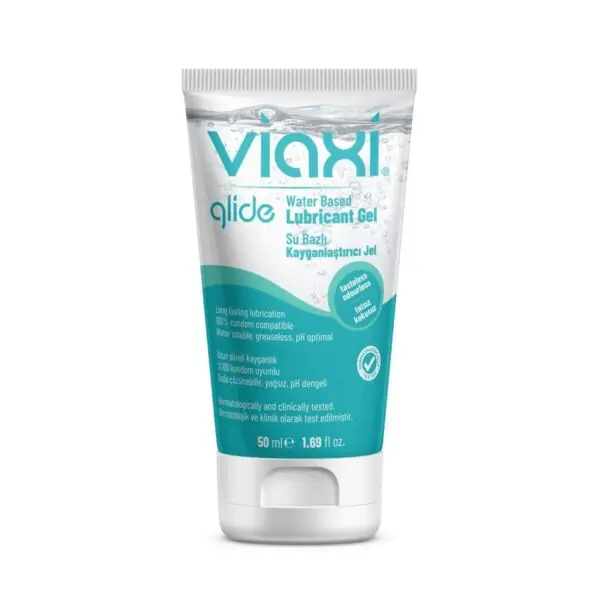 viaxi®
glide
Water Based
Lubricant Gel
Su Bazlı
Kayganlaştırıcı Jel
tasteless
odourless
tatsız
kokusuz
Long lasting lubrication
100% condom compatible
Water soluble, greaseless, pH optimal
Uzun süreli kayganlık
%100 kondom uyumlu
Suda çözünebilir, yağsız, pH dengeli
Dermatologically and clinically tested.
Dermatolojik ve klinik olarak test edilmiştir.
50 ml ℮ 1.69 fl oz.